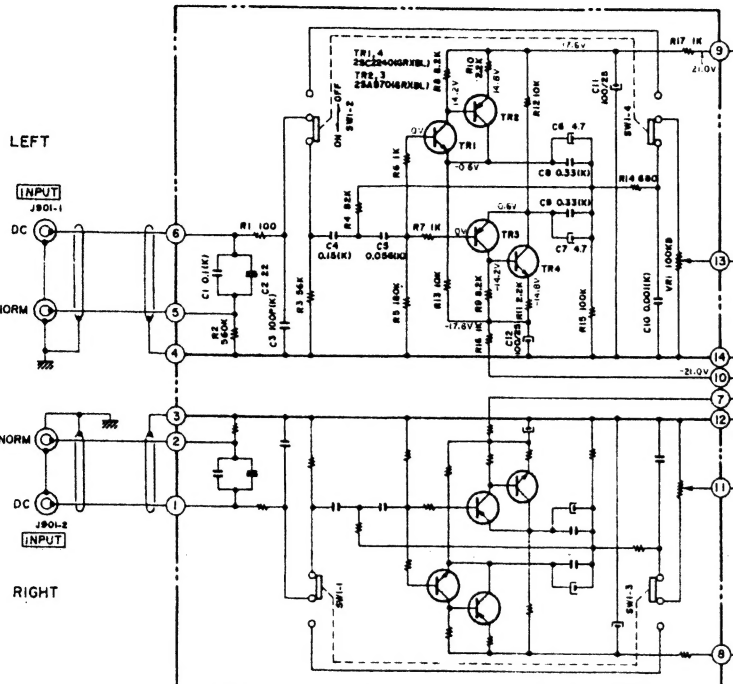 17.6V
R17 1K
9
21.0V
TR1, 4
2SC2240(GRXBL)
TR2, 3
2SA970(GRXBL)
R8 8.2K
R10 2.2K
14.2V
14.8V
R12 10K
C11 100/25
ON ← OFF
SW1-2
SW1-4
TR2
TR1
0V
-0.6V
C6 4.7
C8 0.33(K)
R14 680
LEFT
INPUT
J901-1
DC
6
R1 100
R6 1K
R4 82K
R7 1K
0V
0.6V
TR3
C9 0.33(K)
C7 4.7
C4 0.15(K)
C5 0.056(K)
TR4
-14.2V
-14.8V
VR1 100KB
13
C1 0.1(K)
C2 22
R3 56K
NORM
5
R2 560K
C3 100P(K)
R5 180K
R13 10K
R9 8.2K
R11 2.2K
R15 100K
C10 0.001(K)
-17.6V
R16 1K
C12 100/25
4
14
-21.0V
10
7
3
12
NORM
2
DC
1
11
J901-2
INPUT
RIGHT
SW1-1
SW1-3
8